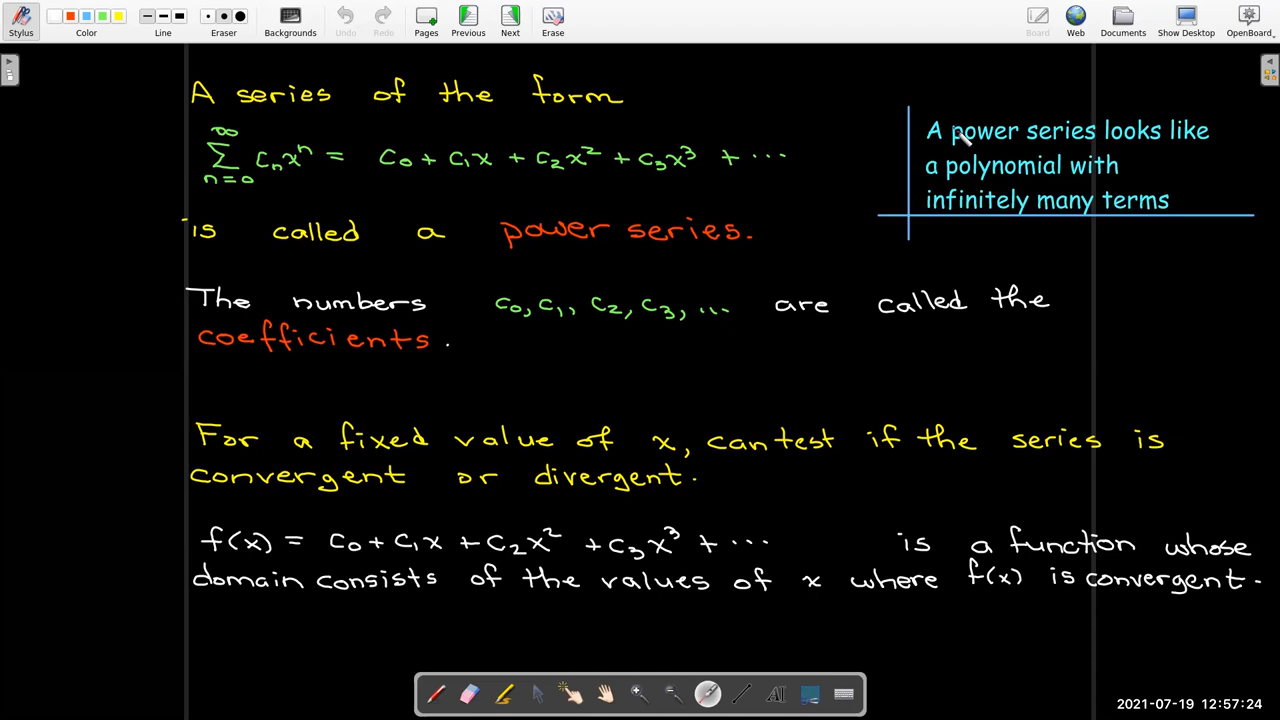 Stylus Color Line Eraser Backgrounds Undo Redo Pages Previous Next Erase Board Web Documents Show Desktop OpenBoard
A series of the form
∞
∑ cₙxⁿ = c₀ + c₁x + c₂x² + c₃x³ + ⋯
n=0
A power series looks like
a polynomial with
infinitely many terms
is called a power series.
The numbers c₀, c₁, c₂, c₃, ... are called the
coefficients.
For a fixed value of x, can test if the series is
convergent or divergent.
f(x) = c₀ + c₁x + c₂x² + c₃x³ + ⋯ is a function whose
domain consists of the values of x where f(x) is convergent.
AI
2021-07-19 12:57:24